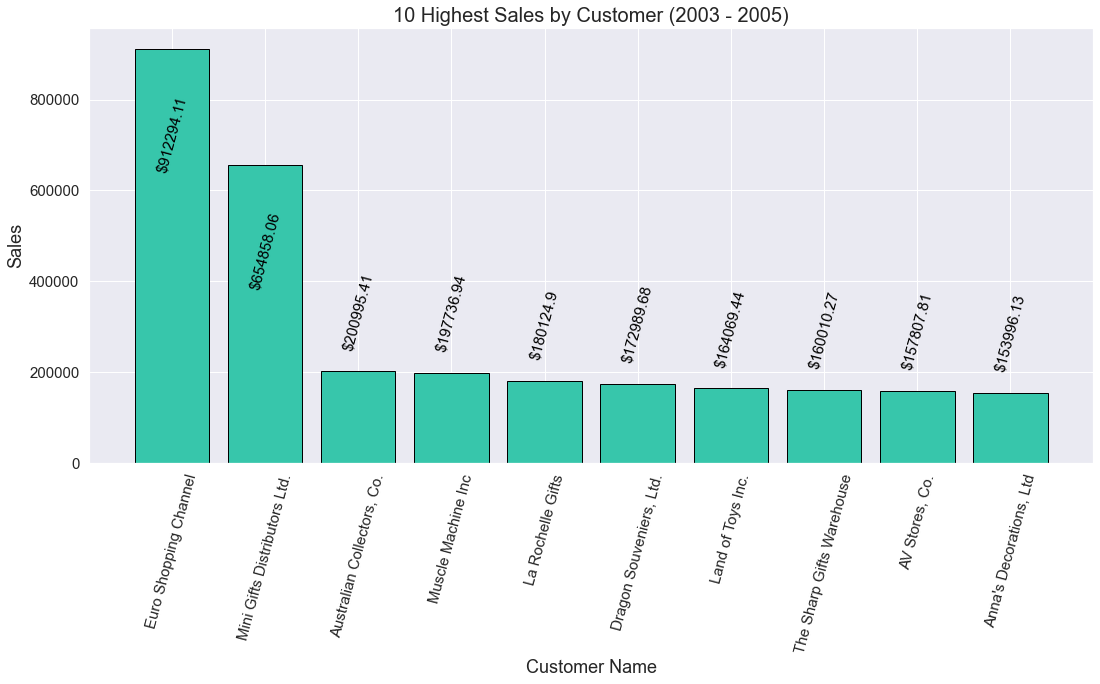 10 Highest Sales by Customer (2003 - 2005)
Sales
800000
600000
400000
200000
0
$912294.11
$654858.06
$200995.41
$197736.94
$180124.9
$172989.68
$164069.44
$160010.27
$157807.81
$153996.13
Euro Shopping Channel
Mini Gifts Distributors Ltd.
Australian Collectors, Co.
Muscle Machine Inc
La Rochelle Gifts
Dragon Souveniers, Ltd.
Land of Toys Inc.
The Sharp Gifts Warehouse
AV Stores, Co.
Anna's Decorations, Ltd
Customer Name